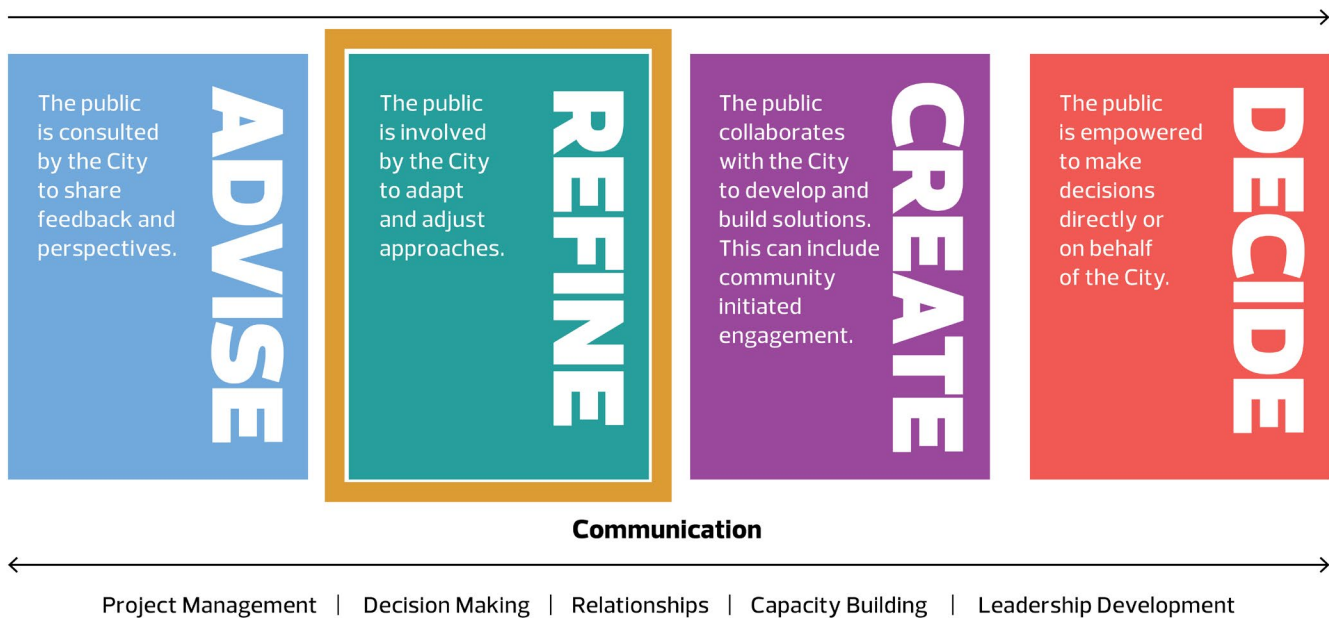 The public
is consulted
by the City
to share
feedback and
perspectives.
ADVISE
The public
is involved
by the City
to adapt
and adjust
approaches.
REFINE
The public
collaborates
with the City
to develop and
build solutions.
This can include
community
initiated
engagement.
CREATE
The public
is empowered
to make
decisions
directly or
on behalf
of the City.
DECIDE
Communication
Project Management | Decision Making | Relationships | Capacity Building | Leadership Development